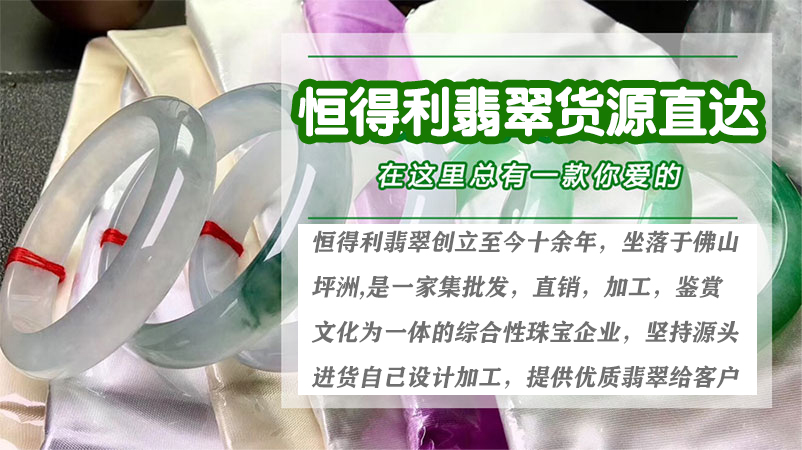 恒得利翡翠货源直达
在这里总有一款你爱的
恒得利翡翠创立至今十余年，坐落于佛山
坪洲,是一家集批发，直销，加工，鉴赏
文化为一体的综合性珠宝企业，坚持源头
进货自己设计加工，提供优质翡翠给客户